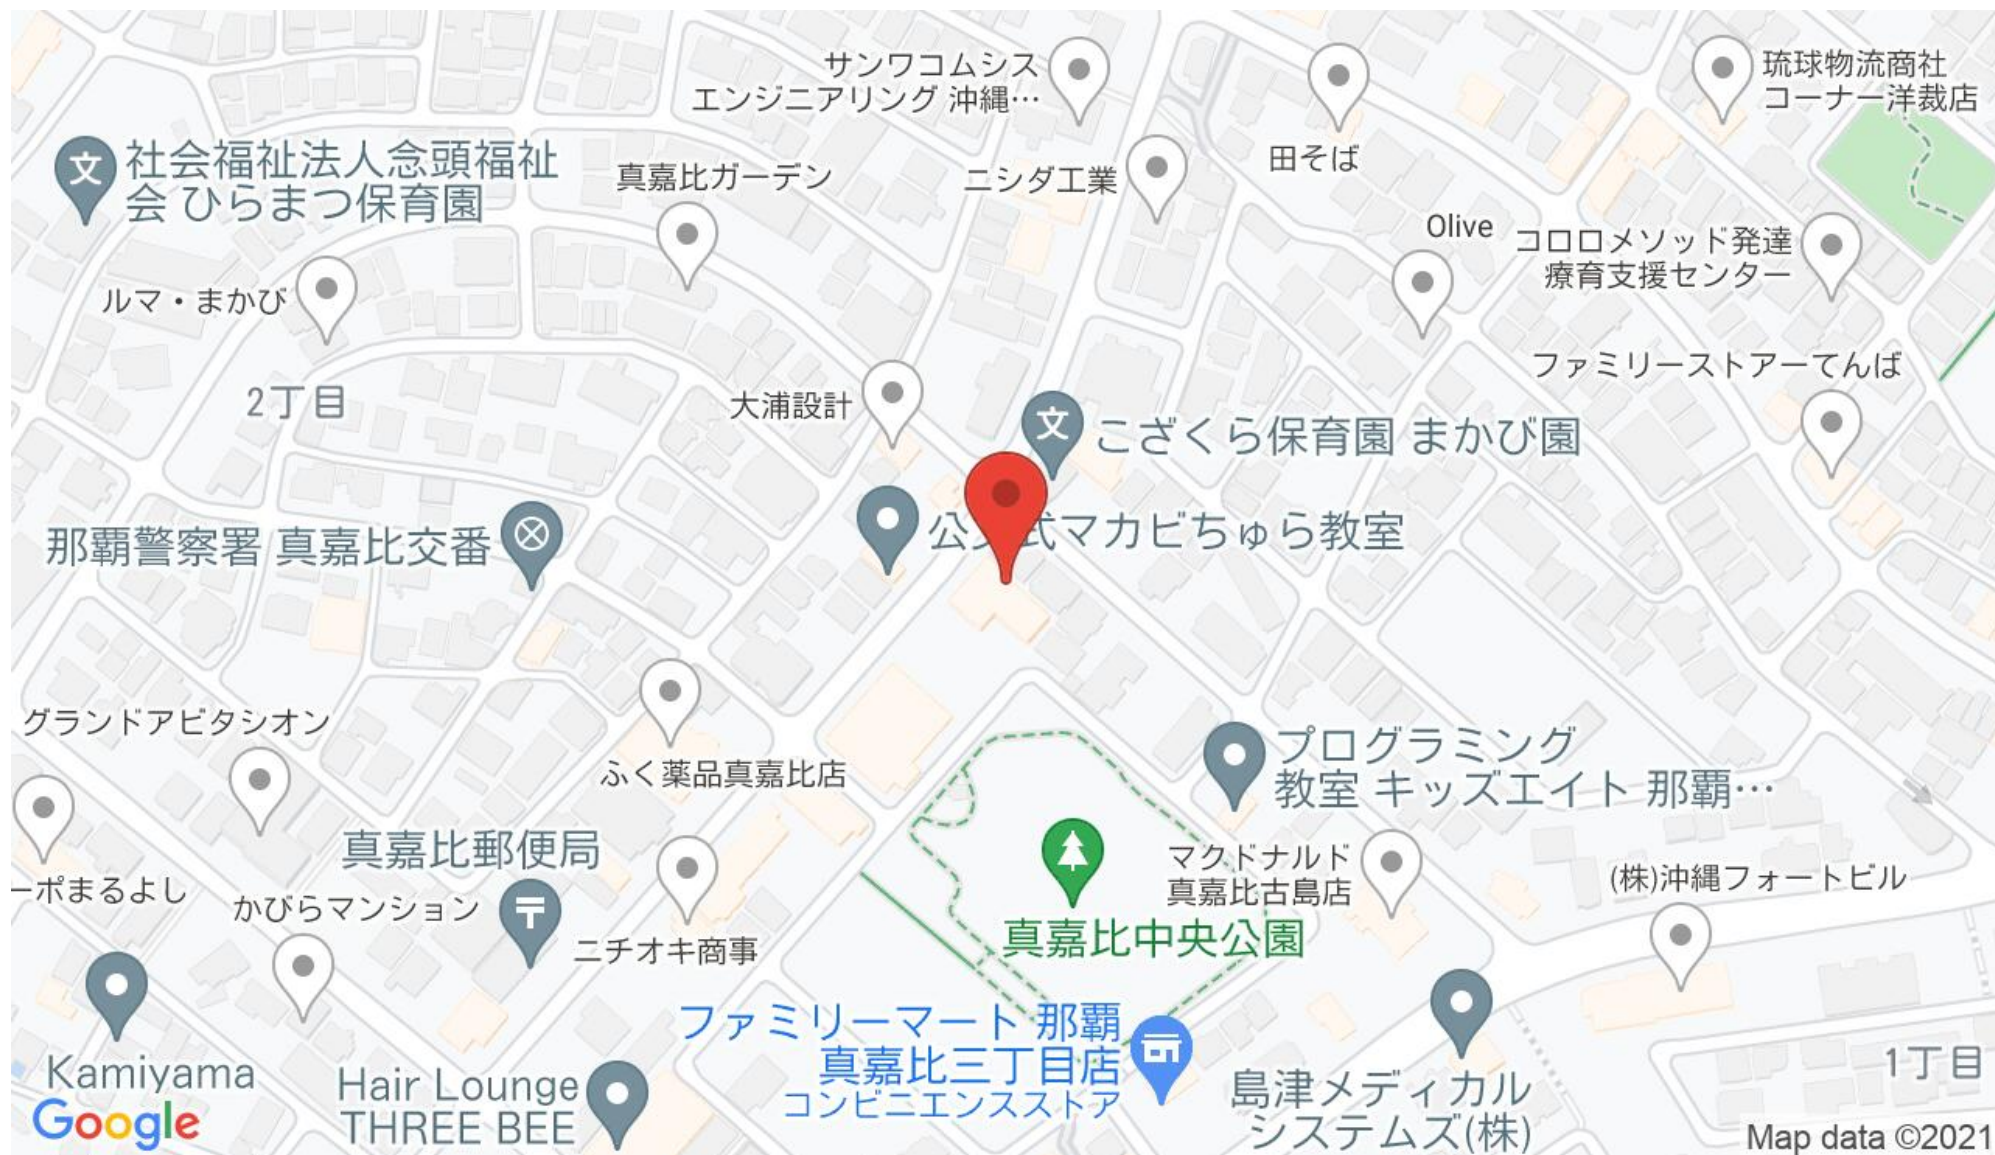 サンワコムシス
エンジニアリング 沖縄…
琉球物流商社
コーナー洋裁店
田そば
社会福祉法人念頭福祉
会 ひらまつ保育園
真嘉比ガーデン
ニシダ工業
Olive
コロロメソッド発達
療育支援センター
ルマ・まかび
ファミリーストアーてんぱ
2丁目
大浦設計
こざくら保育園 まかび園
那覇警察署 真嘉比交番
式マカビちゅら教室
グランドアビタシオン
ふく薬品真嘉比店
プログラミング
教室 キッズエイト 那覇…
真嘉比郵便局
マクドナルド
真嘉比古島店
(株)沖縄フォートビル
ーポまるよし
かびらマンション
〒
ニチオキ商事
真嘉比中央公園
ファミリーマート 那覇
真嘉比三丁目店
コンビニエンスストア
1丁目
Kamiyama
Hair Lounge
THREE BEE
島津メディカル
システムズ(株)
Google
Map data ©2021
文
文